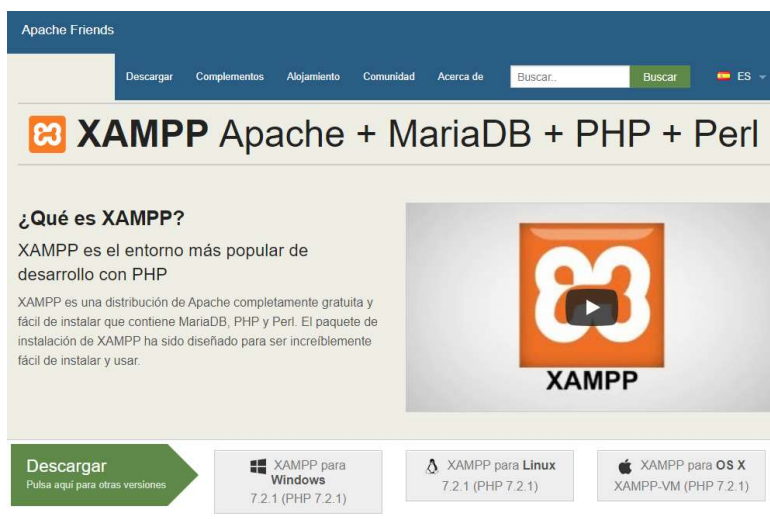 Apache Friends
Descargar Complementos Alojamiento Comunidad Acerca de Buscar.. Buscar ES
XAMPP Apache + MariaDB + PHP + Perl
¿Qué es XAMPP?
XAMPP es el entorno más popular de
desarrollo con PHP
XAMPP es una distribución de Apache completamente gratuita y
fácil de instalar que contiene MariaDB, PHP y Perl. El paquete de
instalación de XAMPP ha sido diseñado para ser increíblemente
fácil de instalar y usar.
XAMPP
Descargar
Pulsa aquí para otras versiones
XAMPP para
Windows
7.2.1 (PHP 7.2.1)
XAMPP para Linux
7.2.1 (PHP 7.2.1)
XAMPP para OS X
XAMPP-VM (PHP 7.2.1)